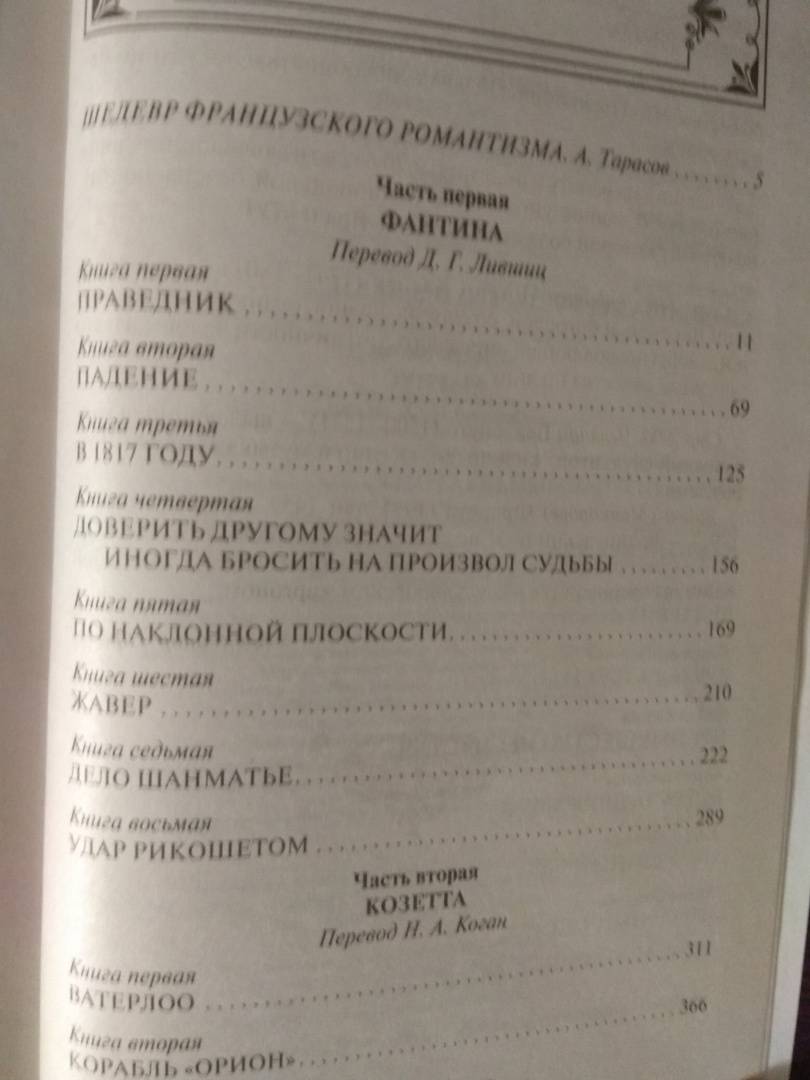 ШЕДЕВР ФРАНЦУЗСКОГО РОМАНТИЗМА. А. Тарасов ........ 5
Часть первая
ФАНТИНА
Перевод Д. Г. Лившиц
Книга первая
ПРАВЕДНИК ........ 11
Книга вторая
ПАДЕНИЕ ........ 69
Книга третья
В 1817 ГОДУ ........ 125
Книга четвертая
ДОВЕРИТЬ ДРУГОМУ ЗНАЧИТ
ИНОГДА БРОСИТЬ НА ПРОИЗВОЛ СУДЬБЫ ........ 156
Книга пятая
ПО НАКЛОННОЙ ПЛОСКОСТИ ........ 169
Книга шестая
ЖАВЕР ........ 210
Книга седьмая
ДЕЛО ШАНМАТЬЕ ........ 222
Книга восьмая
УДАР РИКОШЕТОМ ........ 289
Часть вторая
КОЗЕТТА
Перевод Н. А. Коган
Книга первая
ВАТЕРЛОО ........ 311
Книга вторая
КОРАБЛЬ «ОРИОН» ........ 366